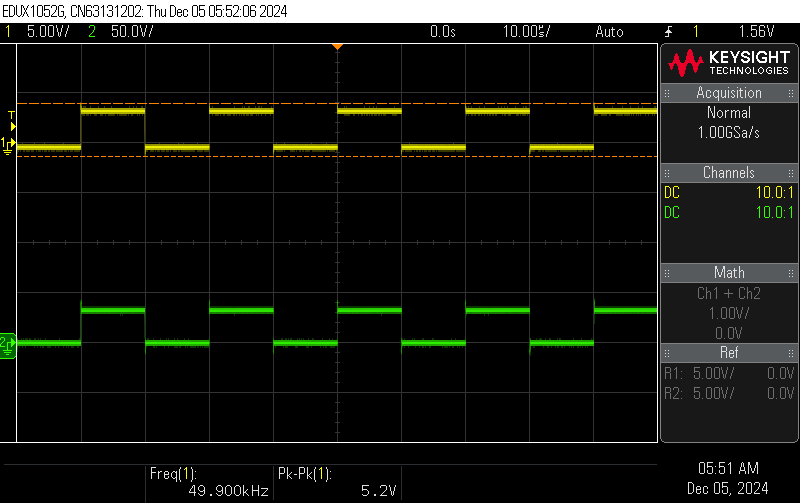 EDUX1052G, CN63131202: Thu Dec 05 05:52:06 2024
1 5.00V/ 2 50.0V/ 0.0s 10.00us/ Auto 1 1.56V
KEYSIGHT
TECHNOLOGIES
Acquisition
Normal
1.00GSa/s
Channels
DC 10.0:1
DC 10.0:1
Math
Ch1 + Ch2
1.00V/
0.0V
Ref
R1: 5.00V/ 0.0V
R2: 5.00V/ 0.0V
T
1
2
Freq(1):
49.900kHz
Pk-Pk(1):
5.2V
05:51 AM
Dec 05, 2024